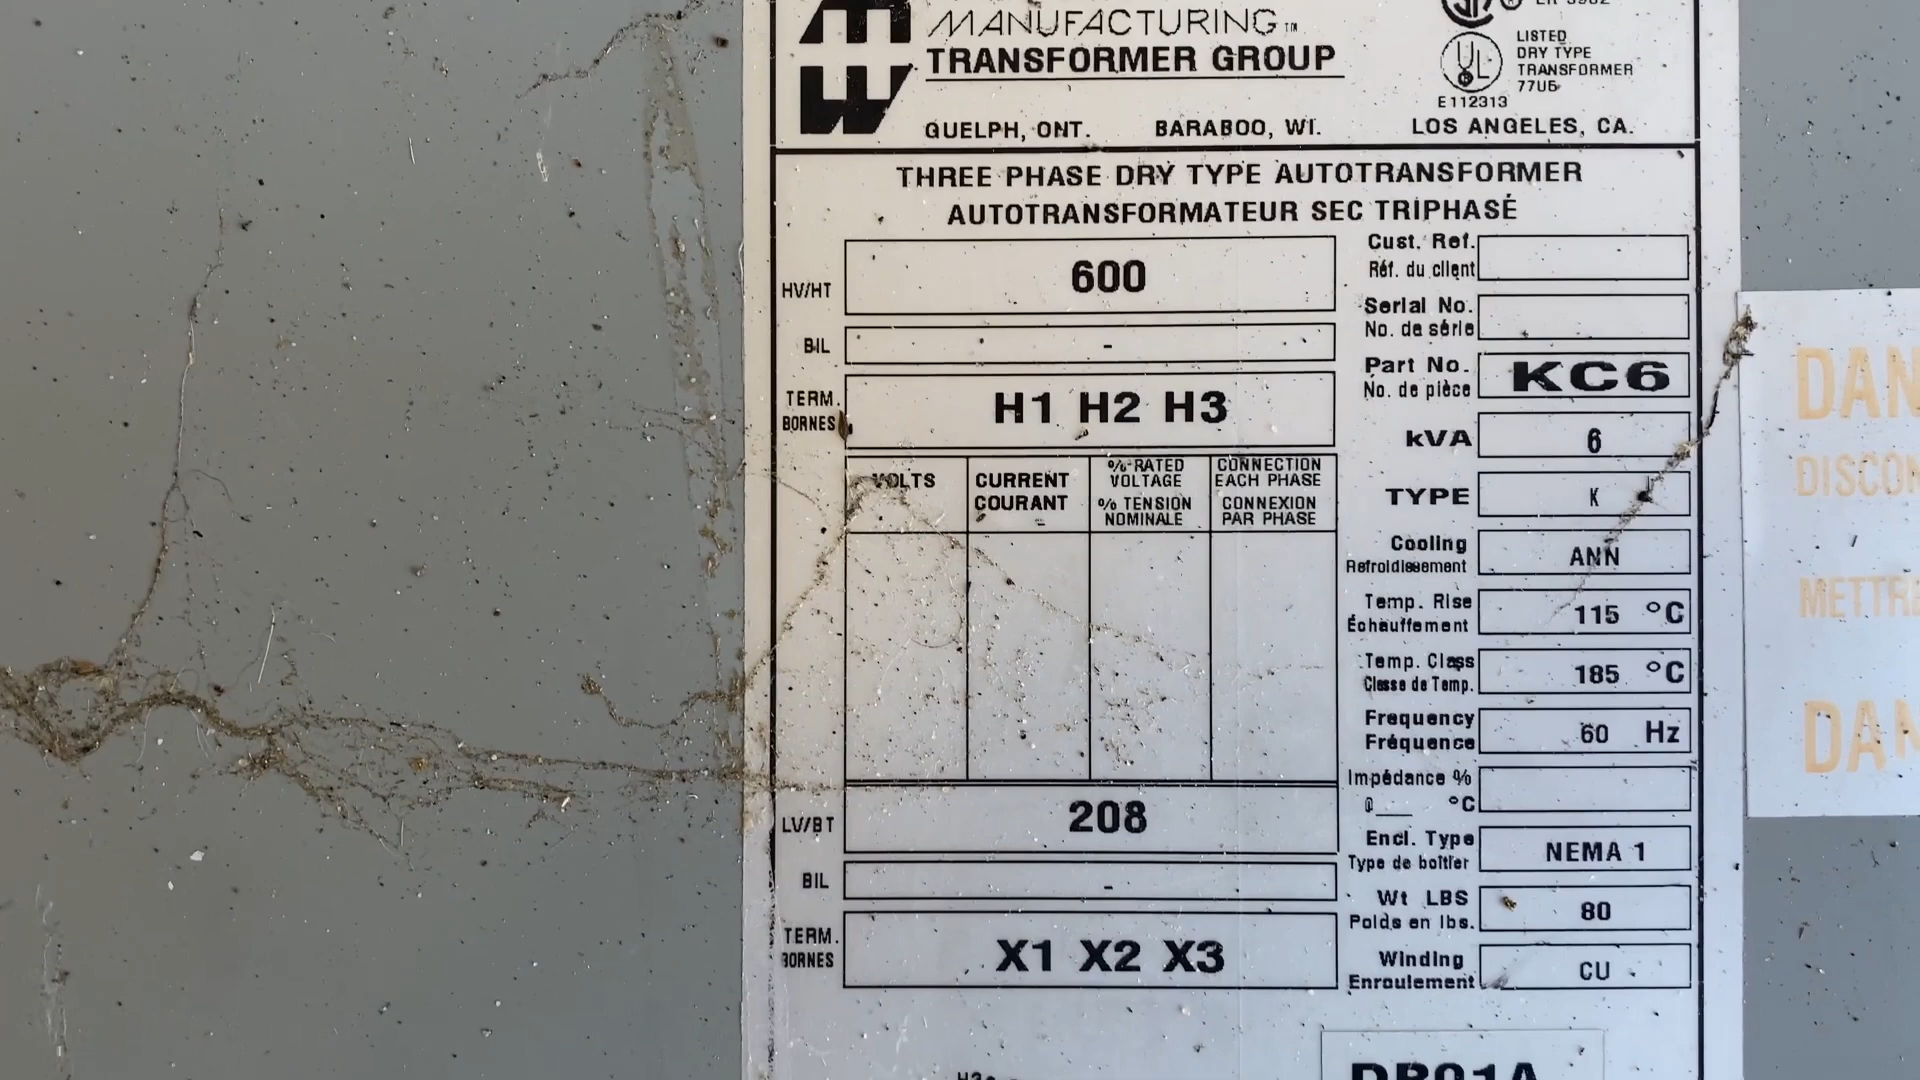 MANUFACTURING TM
TRANSFORMER GROUP
GUELPH, ONT. BARABOO, WI. LOS ANGELES, CA.
UL
LISTED
DRY TYPE
TRANSFORMER
77U6
E112313
THREE PHASE DRY TYPE AUTOTRANSFORMER
AUTOTRANSFORMATEUR SEC TRIPHASÉ
HV/HT 600
BIL -
TERM.
BORNES
H1 H2 H3
VOLTS
CURRENT
COURANT
% RATED
VOLTAGE
% TENSION
NOMINALE
CONNECTION
EACH PHASE
CONNEXION
PAR PHASE
LV/BT 208
BIL -
TERM.
BORNES
X1 X2 X3
Cust. Ref.
Réf. du client
Serial No.
No. de série
Part No.
No. de pièce
KC6
kVA 6
TYPE K
Cooling
Refroidissement
ANN
Temp. Rise
Échauffement
115 °C
Temp. Class
Classe de Temp.
185 °C
Frequency
Fréquence
60 Hz
Impédance %
@___ °C
Encl. Type
Type de boîtier
NEMA 1
Wt LBS
Poids en lbs.
80
Winding
Enroulement
CU
DAN
DISCON
METTRE
DAN